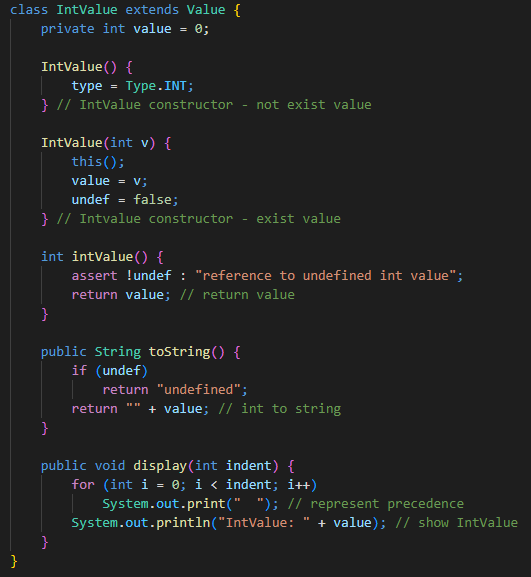 class IntValue extends Value {
    private int value = 0;

    IntValue() {
        type = Type.INT;
    } // IntValue constructor - not exist value

    IntValue(int v) {
        this();
        value = v;
        undef = false;
    } // Intvalue constructor - exist value

    int intValue() {
        assert !undef : "reference to undefined int value";
        return value; // return value
    }

    public String toString() {
        if (undef)
            return "undefined";
        return "" + value; // int to string
    }

    public void display(int indent) {
        for (int i = 0; i < indent; i++)
            System.out.print("  "); // represent precedence
        System.out.println("IntValue: " + value); // show IntValue
    }
}